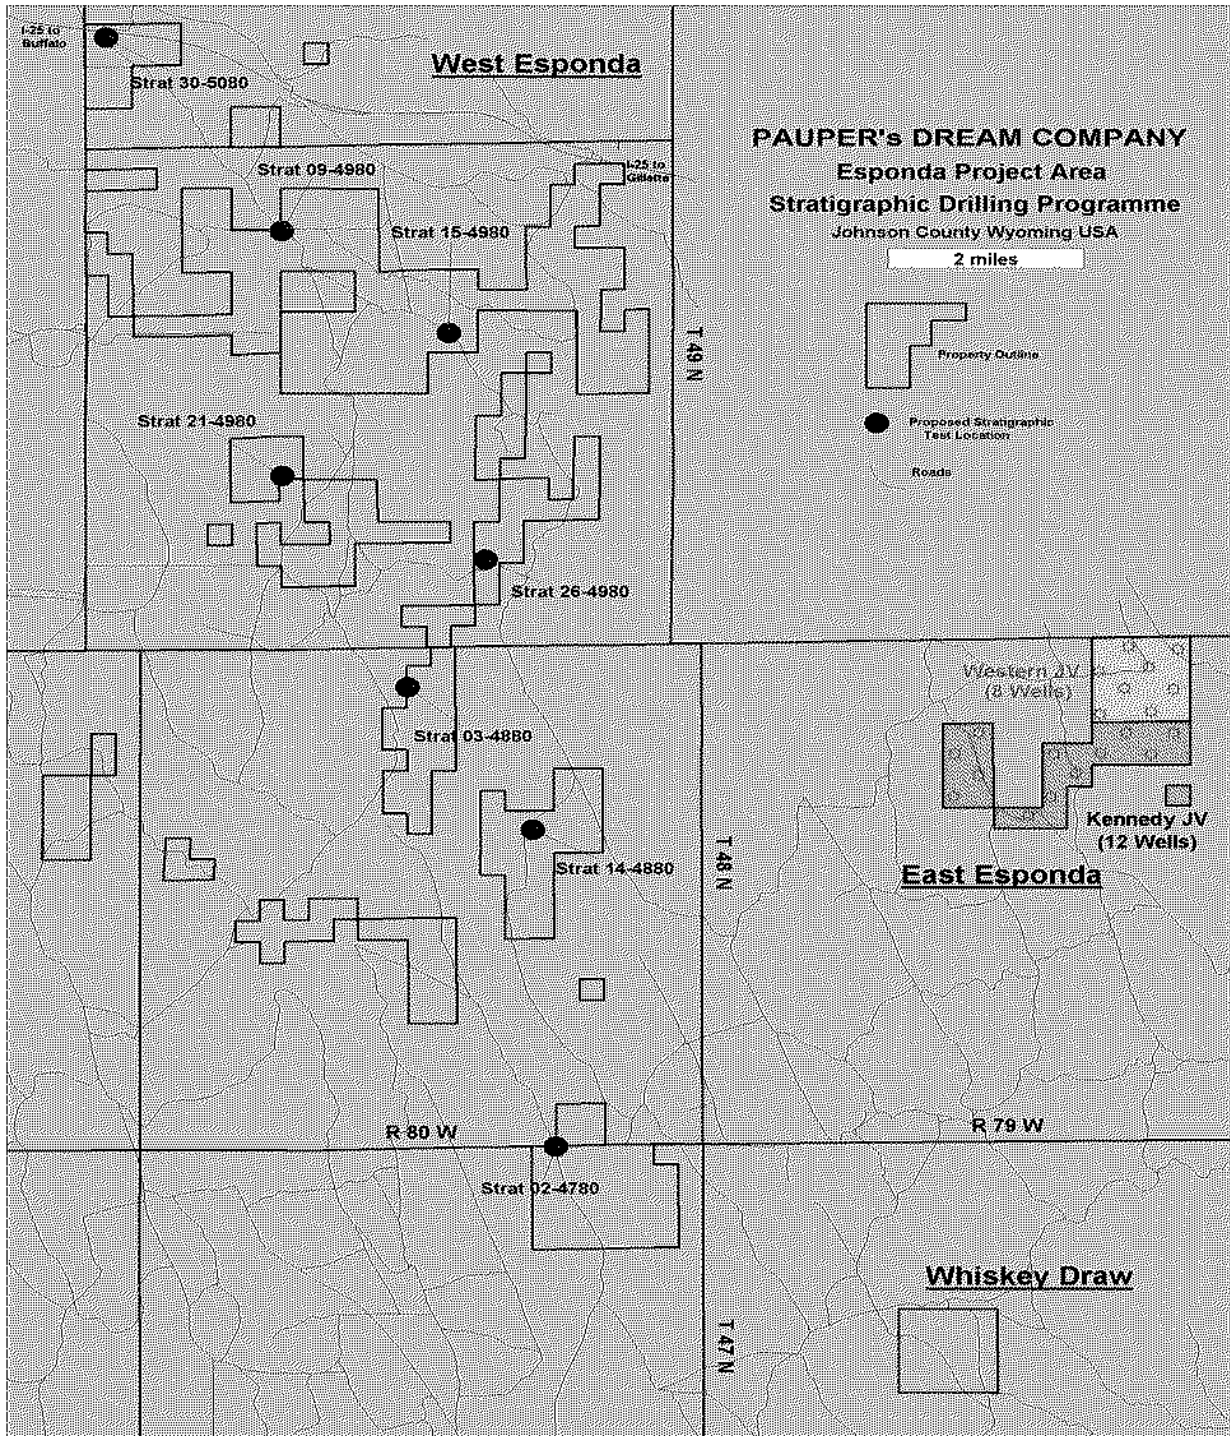 I-25 to
Buffalo
West Esponda
Strat 30-5080
PAUPER's DREAM COMPANY
Esponda Project Area
Stratigraphic Drilling Programme
Johnson County Wyoming USA
2 miles
Strat 09-4980
I-25 to
Gillette
Strat 15-4980
T 49 N
Property Outline
Strat 21-4980
Proposed Stratigraphic
Test Location
Roads
Strat 26-4980
Western JV
(8 Wells)
Strat 03-4880
Kennedy JV
(12 Wells)
T 48 N
Strat 14-4880
East Esponda
R 80 W
R 79 W
Strat 02-4780
Whiskey Draw
T 47 N